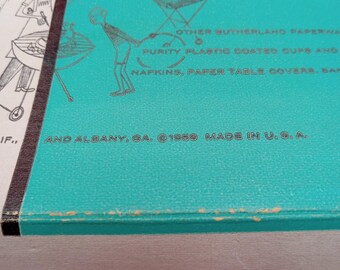 OTHER SUTHERLAND PAPERWA
PURITY PLASTIC COATED CUPS AND
NAPKINS, PAPER TABLE COVERS, BAK
IF., AND ALBANY, GA. © 1959 MADE IN U. S. A.